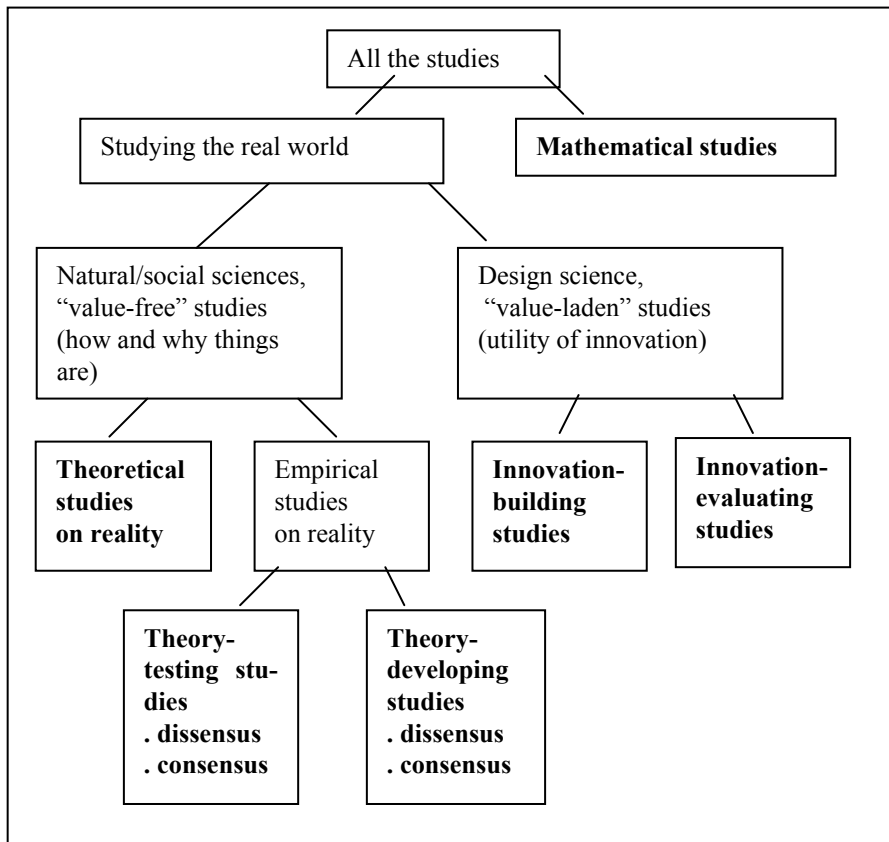 All the studies
Studying the real world
Mathematical studies
Natural/social sciences,
“value-free” studies
(how and why things
are)
Design science,
“value-laden” studies
(utility of innovation)
Theoretical
studies
on reality
Empirical
studies
on reality
Innovation-
building
studies
Innovation-
evaluating
studies
Theory-
testing stu-
dies
. dissensus
. consensus
Theory-
developing
studies
. dissensus
. consensus